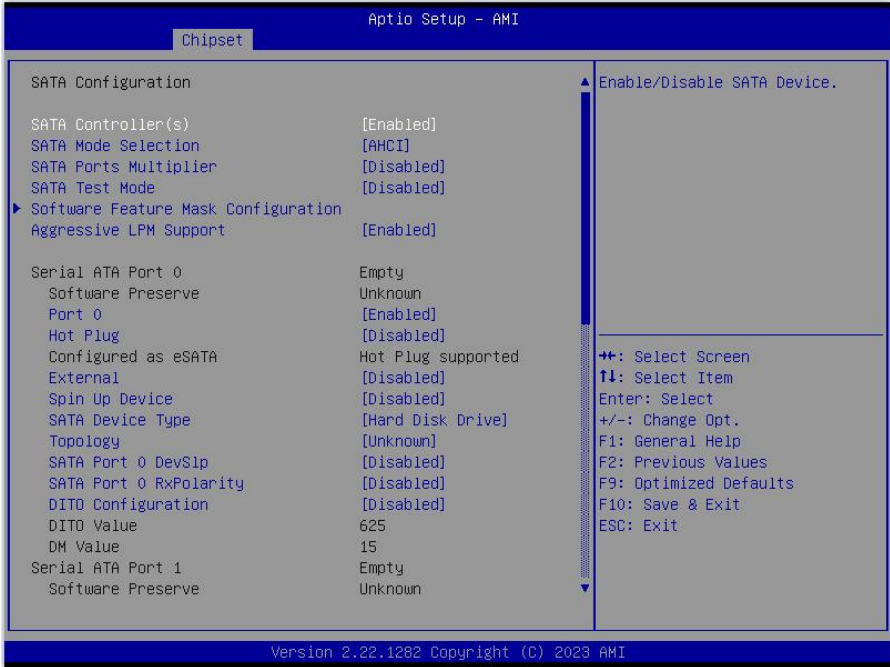 Aptio Setup – AMI
Chipset
SATA Configuration
SATA Controller(s) [Enabled]
SATA Mode Selection [AHCI]
SATA Ports Multiplier [Disabled]
SATA Test Mode [Disabled]
Software Feature Mask Configuration
Aggressive LPM Support [Enabled]
Serial ATA Port 0 Empty
Software Preserve Unknown
Port 0 [Enabled]
Hot Plug [Disabled]
Configured as eSATA Hot Plug supported
External [Disabled]
Spin Up Device [Disabled]
SATA Device Type [Hard Disk Drive]
Topology [Unknown]
SATA Port 0 DevSlp [Disabled]
SATA Port 0 RxPolarity [Disabled]
DITO Configuration [Disabled]
DITO Value 625
DM Value 15
Serial ATA Port 1 Empty
Software Preserve Unknown
Enable/Disable SATA Device.
→←: Select Screen
↑↓: Select Item
Enter: Select
+/-: Change Opt.
F1: General Help
F2: Previous Values
F9: Optimized Defaults
F10: Save & Exit
ESC: Exit
Version 2.22.1282 Copyright (C) 2023 AMI